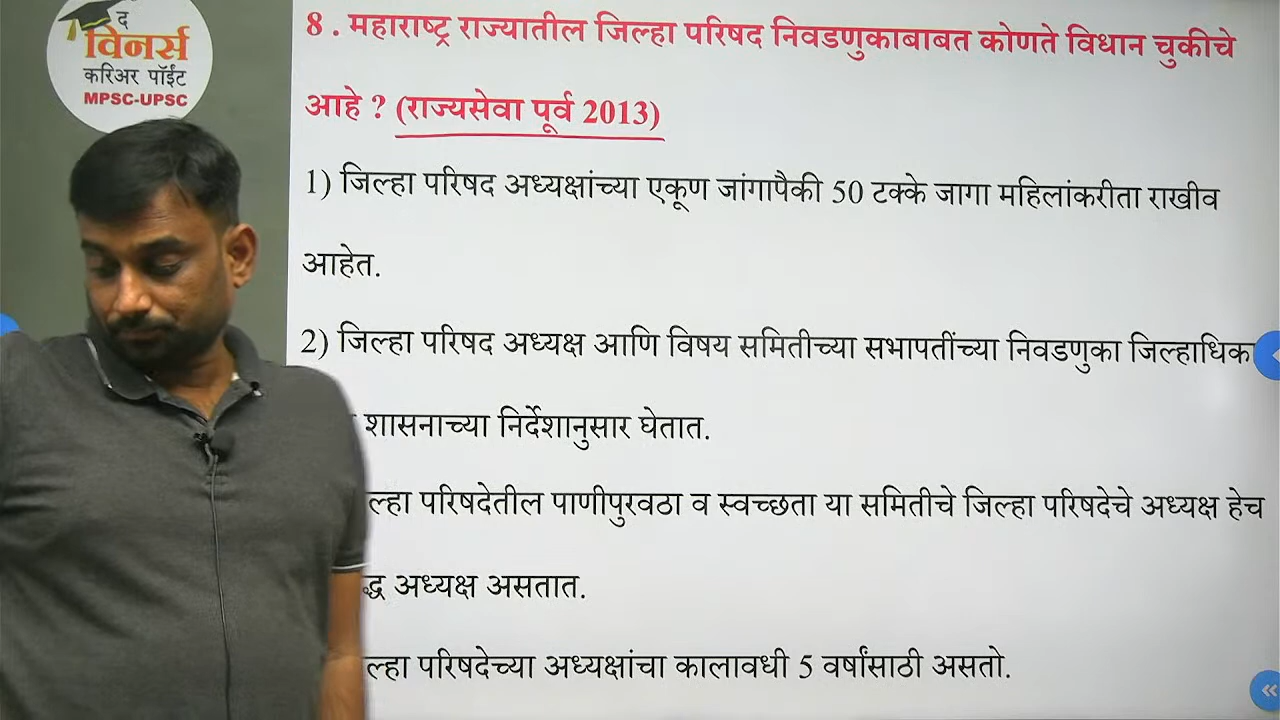 द
विनर्स
करिअर पॉईंट
MPSC-UPSC
8 . महाराष्ट्र राज्यातील जिल्हा परिषद निवडणुकाबाबत कोणते विधान चुकीचे
आहे ? (राज्यसेवा पूर्व 2013)
1) जिल्हा परिषद अध्यक्षांच्या एकूण जांगापैकी 50 टक्के जागा महिलांकरीता राखीव
आहेत.
2) जिल्हा परिषद अध्यक्ष आणि विषय समितीच्या सभापतींच्या निवडणुका
शासनाच्या निर्देशानुसार घेतात.
परिषदेतील पाणीपुरवठा व स्वच्छता या समितीचे जिल्हा परिषदेचे अध्यक्ष हेच
अध्यक्ष असतात.
परिषदेच्या अध्यक्षांचा कालावधी 5 वर्षांसाठी असतो.